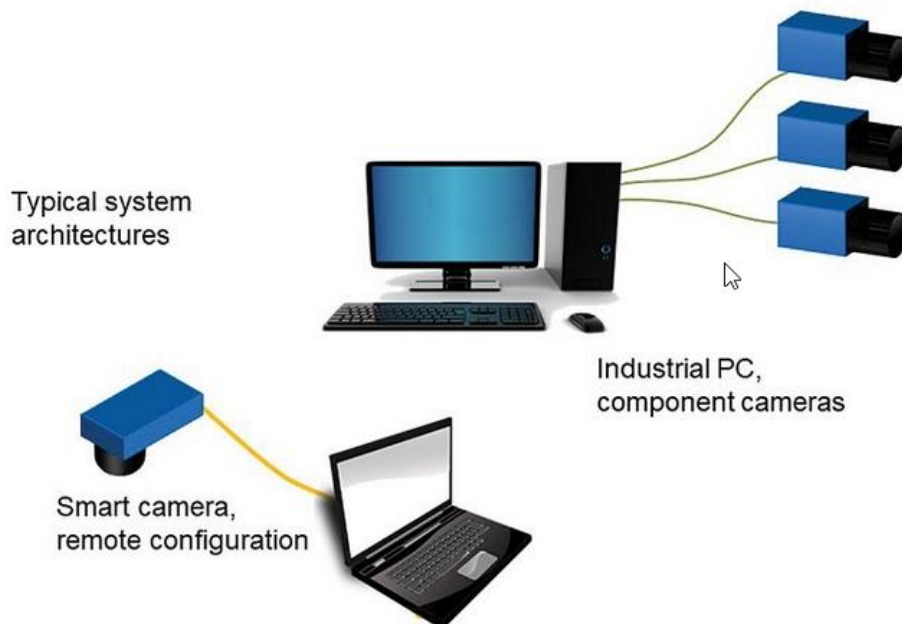 Typical system
architectures
Industrial PC,
component cameras
Smart camera,
remote configuration